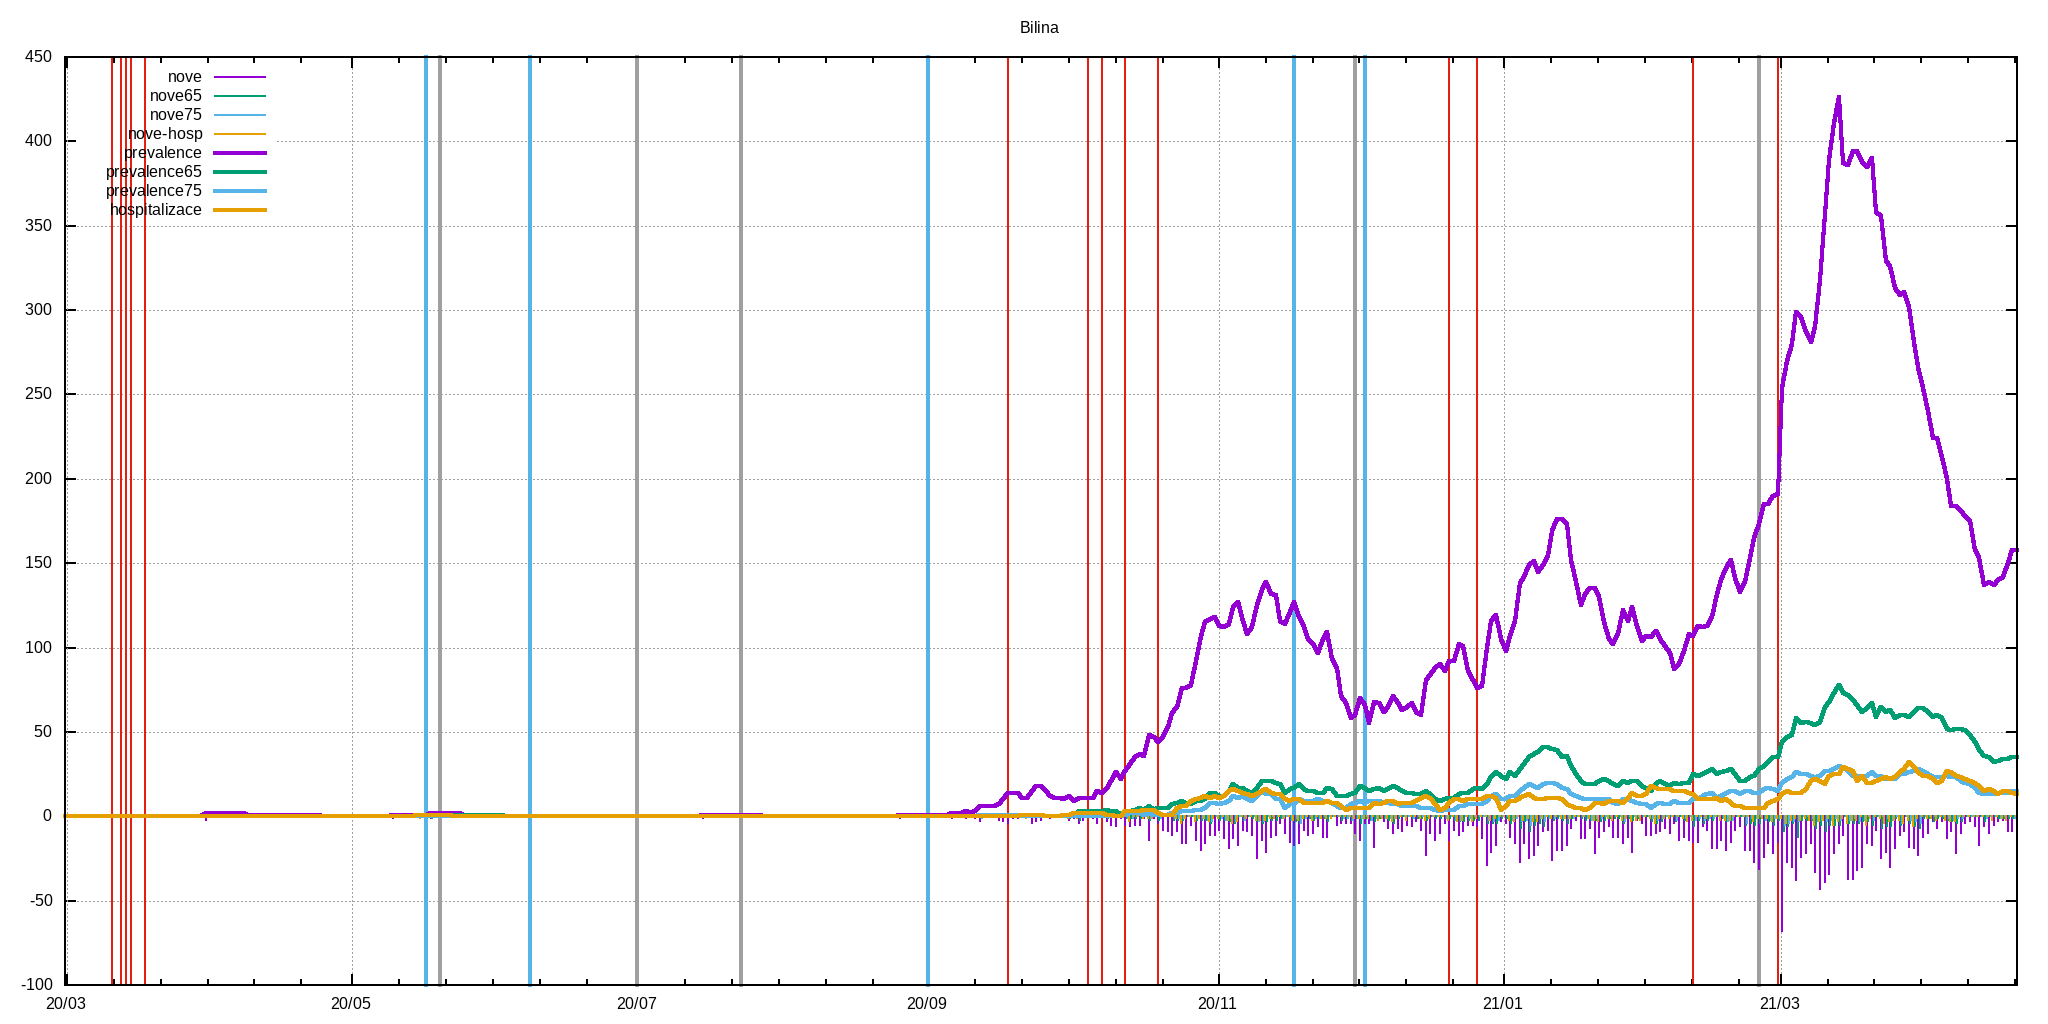 Bilina
450
400
350
300
250
200
150
100
50
0
-50
-100
nove
nove65
nove75
nove-hosp
prevalence
prevalence65
prevalence75
hospitalizace
20/03
20/05
20/07
20/09
20/11
21/01
21/03